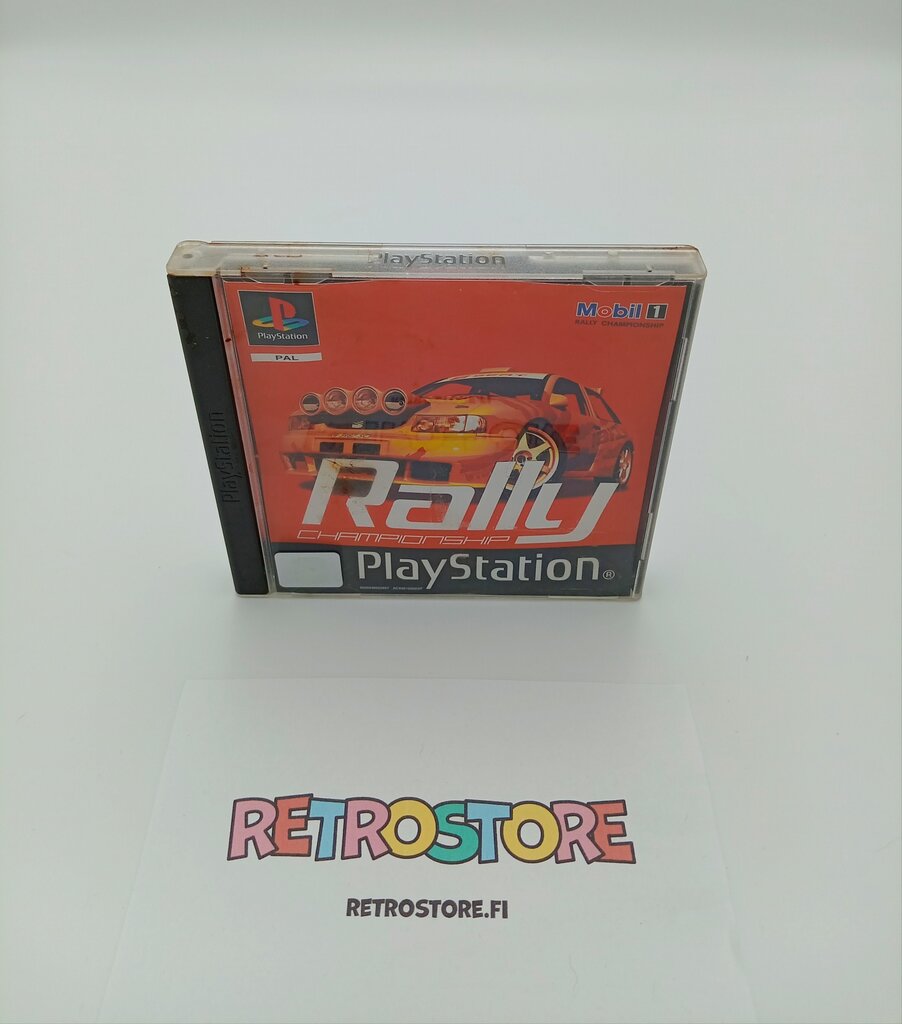 PlayStation
PlayStation
PlayStation
PAL
Mobil 1
RALLY CHAMPIONSHIP
Rally
CHAMPIONSHIP
PlayStation®
RETROSTORE
RETROSTORE.FI